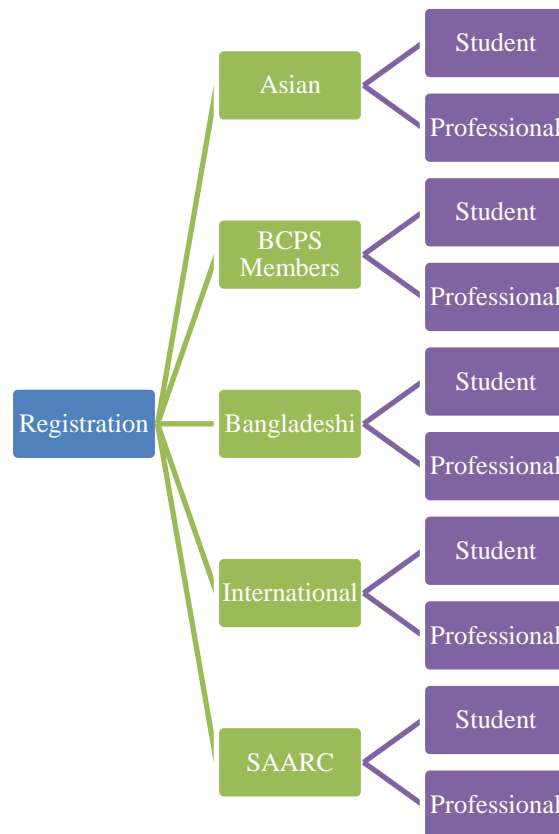 Registration
Asian
Student
Professional
BCPS
Members
Student
Professional
Bangladeshi
Student
Professional
International
Student
Professional
SAARC
Student
Professional